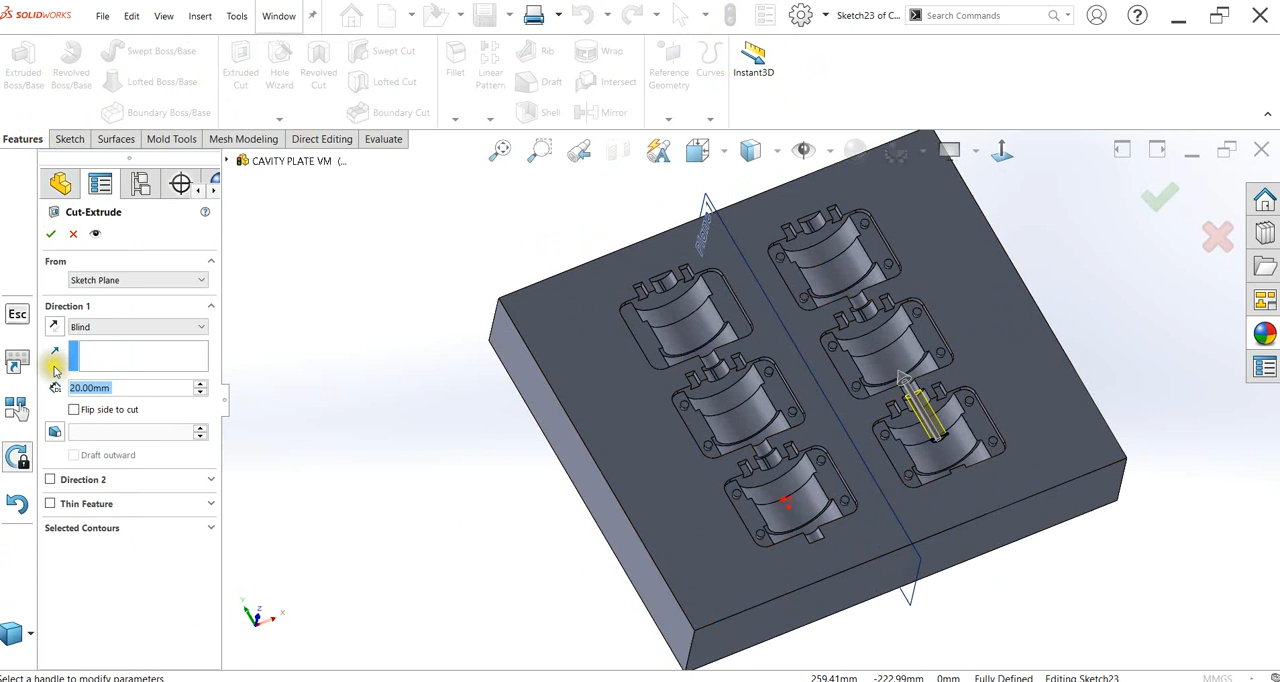 SOLIDWORKS File Edit View Insert Tools Window Sketch23 of C... Search Commands
Extruded Boss/Base
Revolved Boss/Base
Swept Boss/Base
Lofted Boss/Base
Boundary Boss/Base
Extruded Cut
Hole Wizard
Revolved Cut
Swept Cut
Lofted Cut
Boundary Cut
Fillet
Linear Pattern
Rib
Draft
Shell
Wrap
Intersect
Mirror
Reference Geometry
Curves
Instant3D
Features Sketch Surfaces Mold Tools Mesh Modeling Direct Editing Evaluate
CAVITY PLATE VM (...
Cut-Extrude
From
Sketch Plane
Direction 1
Blind
20.00mm
Flip side to cut
Draft outward
Direction 2
Thin Feature
Selected Contours
Esc
Y Z X
Select a handle to modify parameters 259.41mm -222.99mm 0mm Fully Defined Editing Sketch23 MMGS